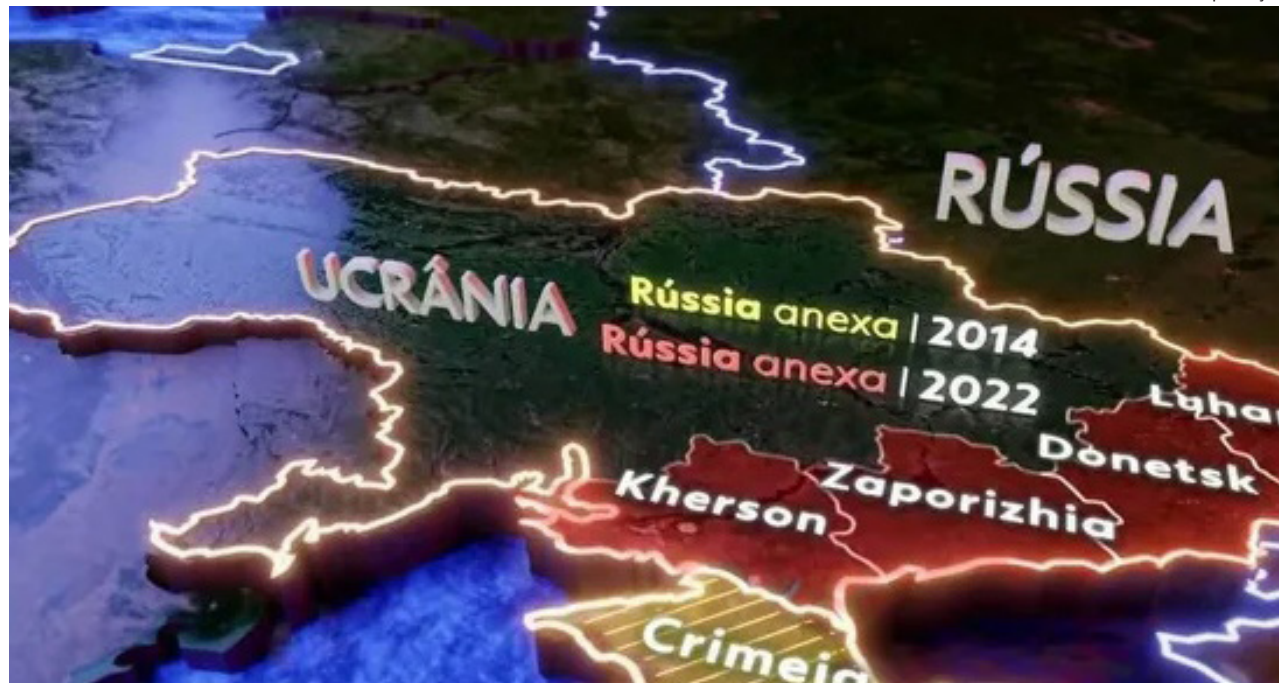 RÚSSIA
UCRÂNIA
Rússia anexa | 2014
Rússia anexa | 2022
Donetsk
Kherson
Zaporizhia